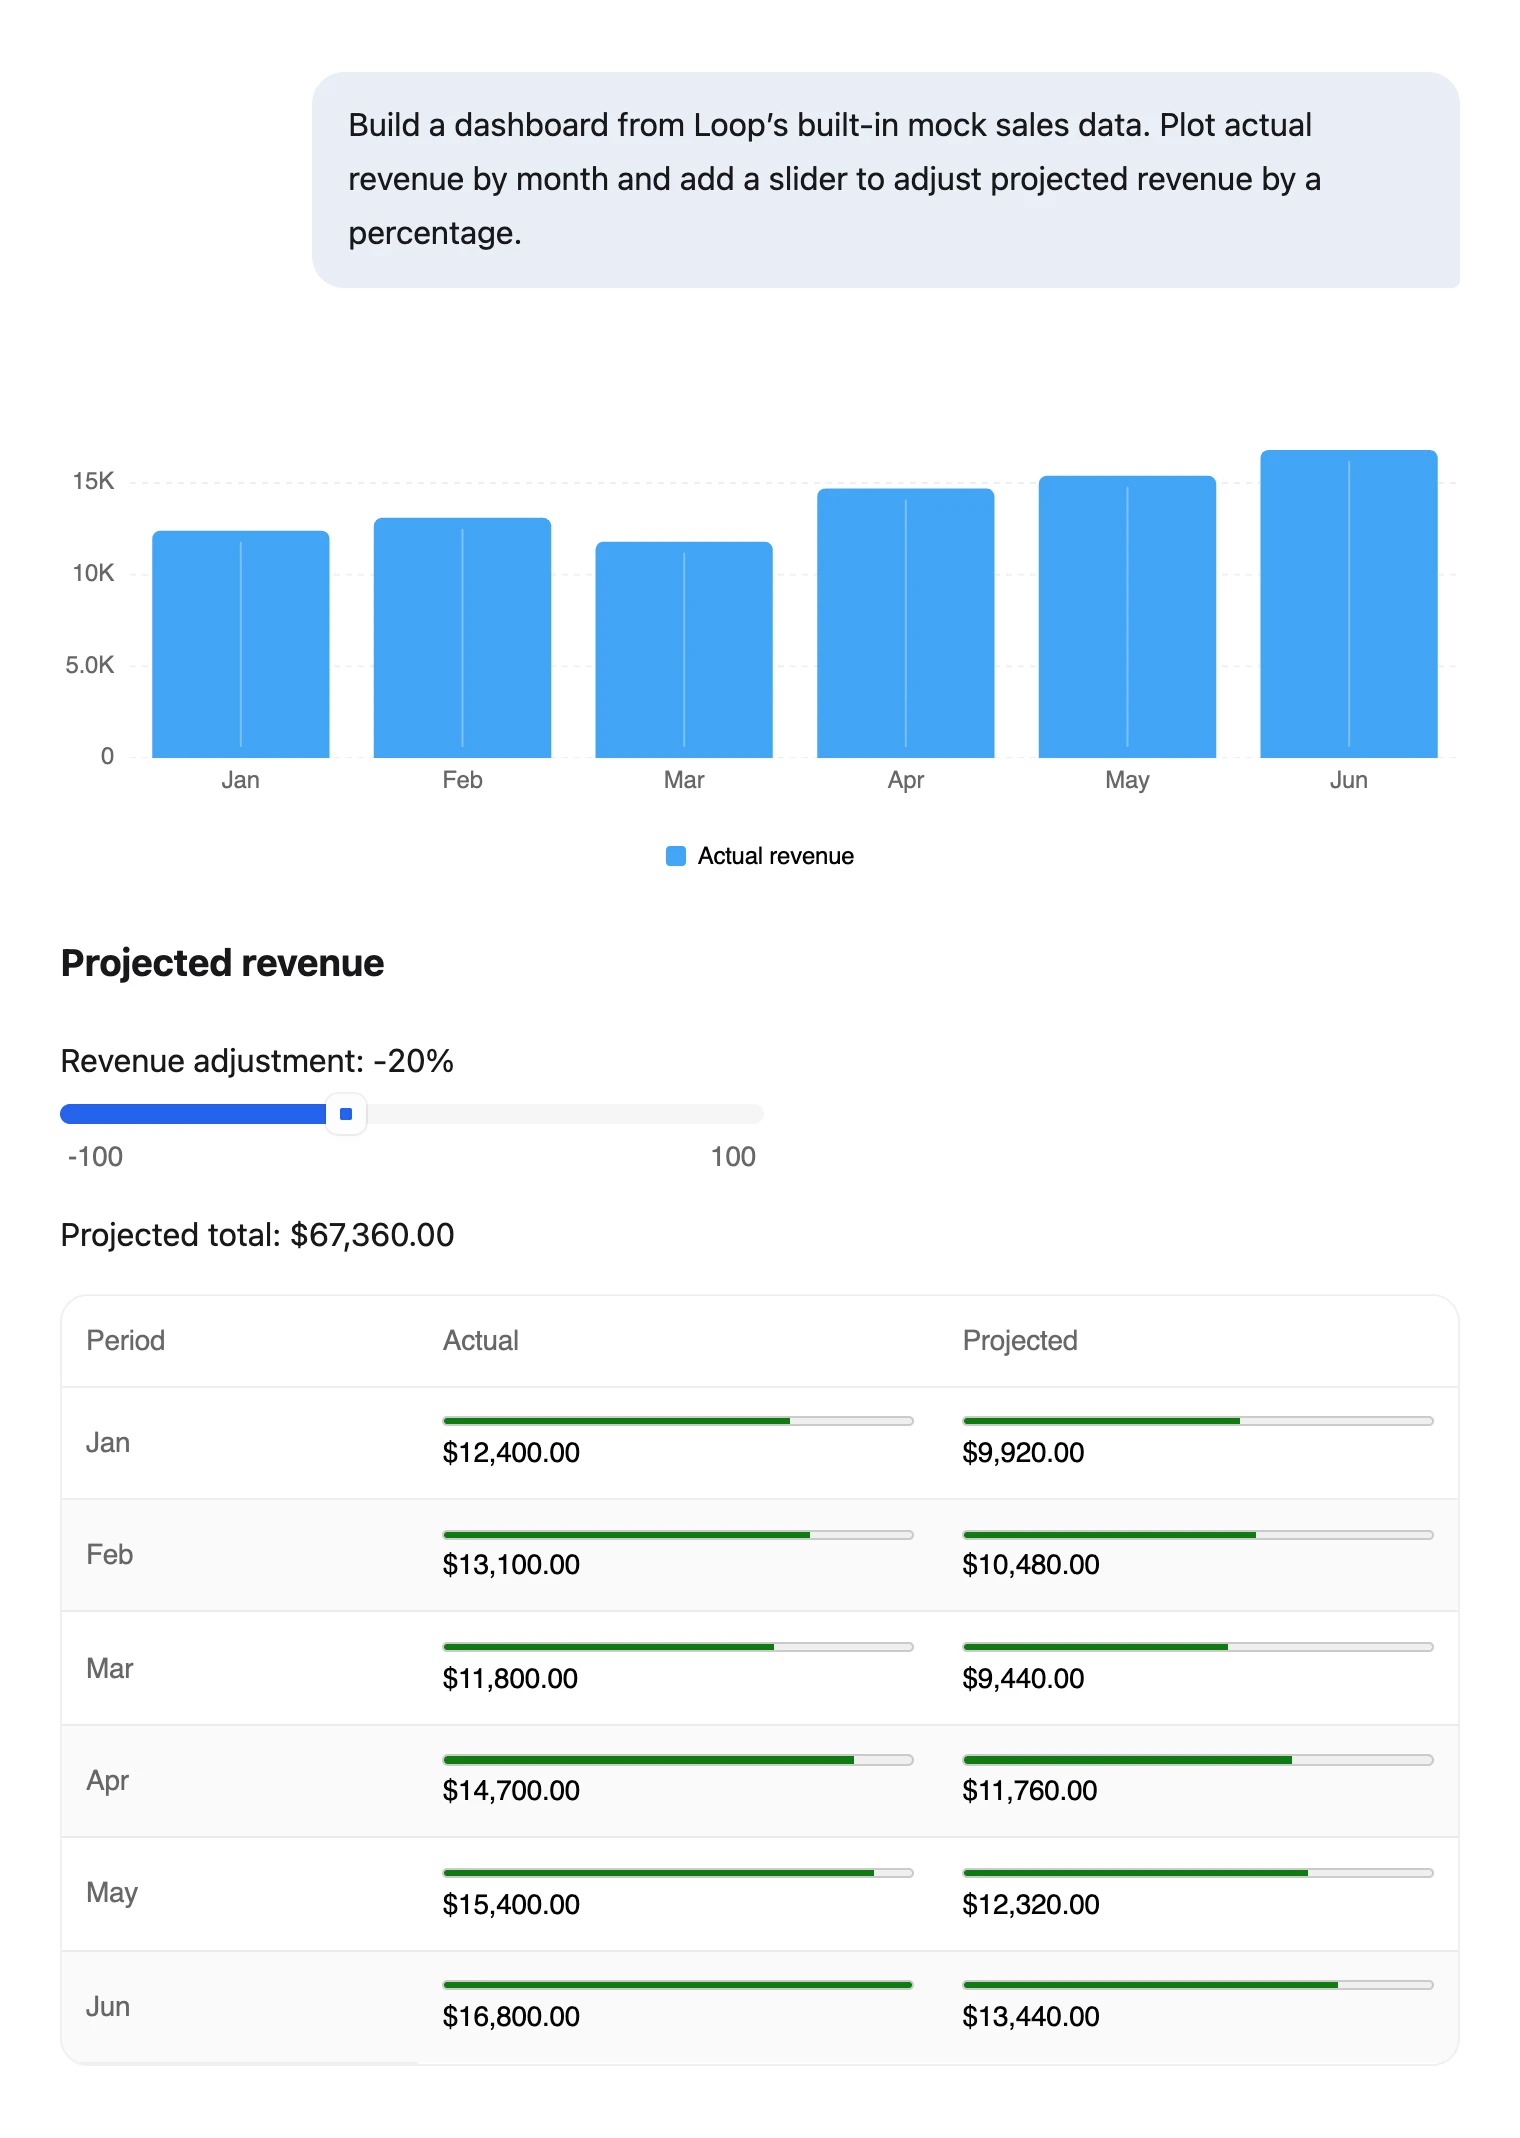 Build a dashboard from Loop’s built-in mock sales data. Plot actual
revenue by month and add a slider to adjust projected revenue by a
percentage.
15K
10K
5.0K
0
Jan Feb Mar Apr May Jun
Actual revenue
Projected revenue
Revenue adjustment: -20%
-100 100
Projected total: $67,360.00
Period Actual Projected
Jan $12,400.00 $9,920.00
Feb $13,100.00 $10,480.00
Mar $11,800.00 $9,440.00
Apr $14,700.00 $11,760.00
May $15,400.00 $12,320.00
Jun $16,800.00 $13,440.00